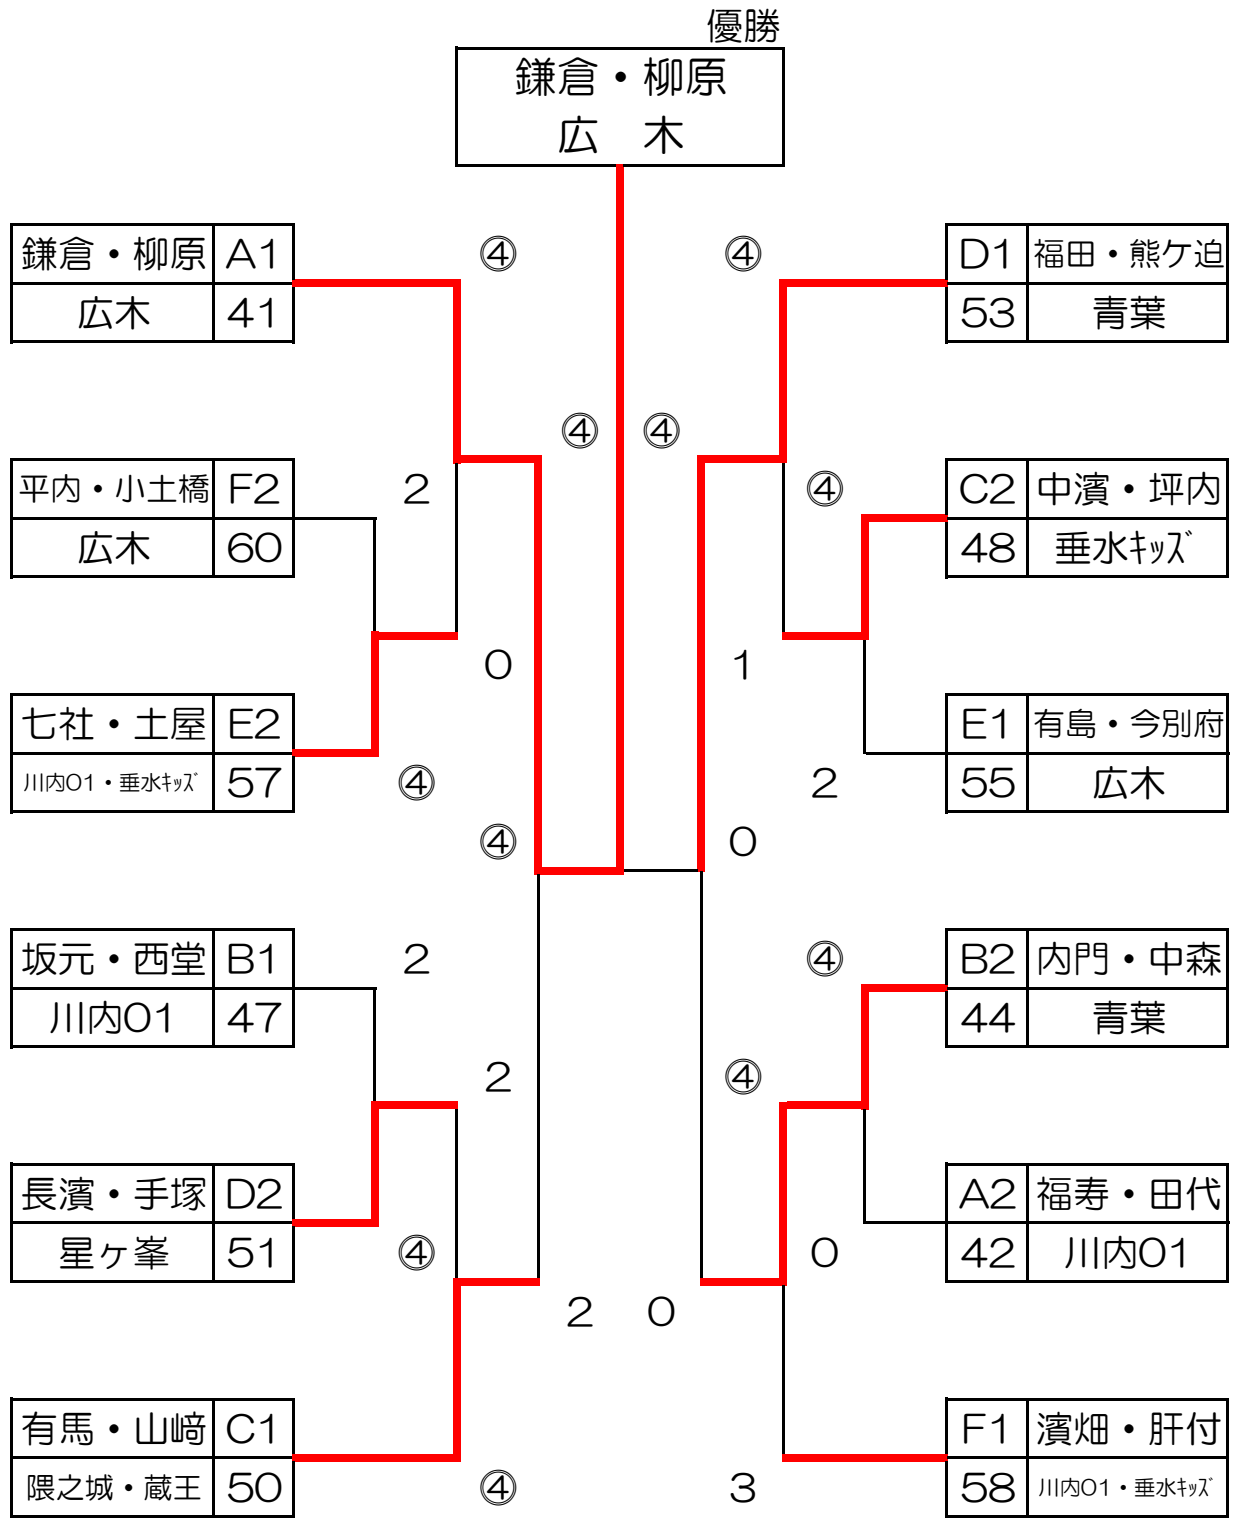 優勝
鎌倉・柳原
広　木
鎌倉・柳原 A1 ④ ④ D1 福田・熊ケ迫
広木 41 53 青葉
④ ④
平内・小土橋 F2 2 ④ C2 中濱・坪内
広木 60 48 垂水ｷｯｽﾞ
0 1
七社・土屋 E2 E1 有島・今別府
川内O1・垂水ｷｯｽﾞ 57 ④ 2 55 広木
④ 0
坂元・西堂 B1 2 ④ B2 内門・中森
川内O1 47 44 青葉
2 ④
長濱・手塚 D2 A2 福寿・田代
星ヶ峯 51 ④ 0 42 川内O1
2 0
有馬・山﨑 C1 F1 濱畑・肝付
隈之城・蔵王 50 ④ 3 58 川内O1・垂水ｷｯｽﾞ